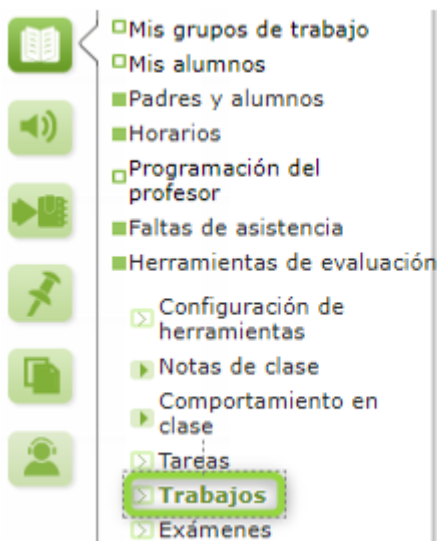 Mis grupos de trabajo
Mis alumnos
Padres y alumnos
Horarios
Programación del
profesor
Faltas de asistencia
Herramientas de evaluación
Configuración de
herramientas
Notas de clase
Comportamiento en
clase
Tareas
Trabajos
Exámenes